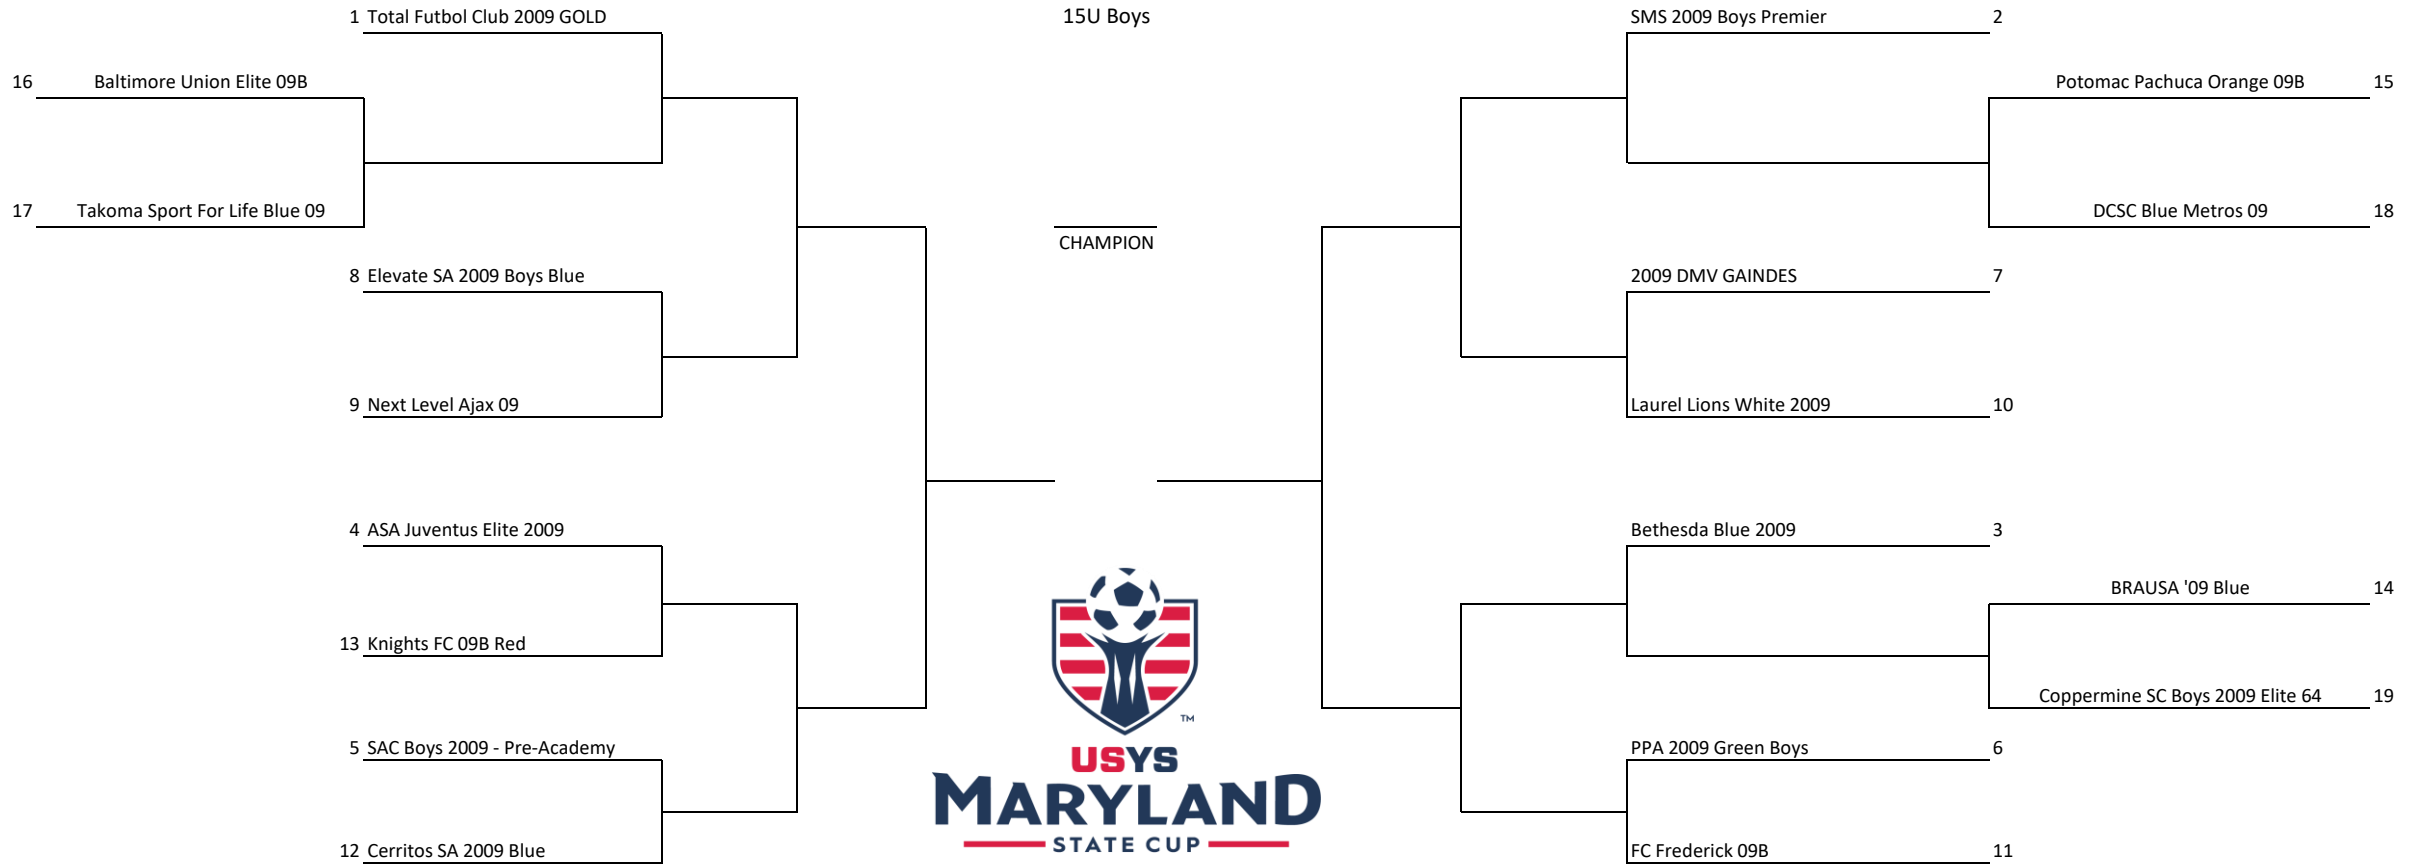 1 Total Futbol Club 2009 GOLD
15U Boys
SMS 2009 Boys Premier 2
16 Baltimore Union Elite 09B
Potomac Pachuca Orange 09B 15
17 Takoma Sport For Life Blue 09
DCSC Blue Metros 09 18
CHAMPION
8 Elevate SA 2009 Boys Blue
2009 DMV GAINDES 7
9 Next Level Ajax 09
Laurel Lions White 2009 10
4 ASA Juventus Elite 2009
Bethesda Blue 2009 3
BRAUSA '09 Blue 14
13 Knights FC 09B Red
Coppermine SC Boys 2009 Elite 64 19
TM
5 SAC Boys 2009 - Pre-Academy
PPA 2009 Green Boys 6
USYS
MARYLAND
STATE CUP
12 Cerritos SA 2009 Blue
FC Frederick 09B 11